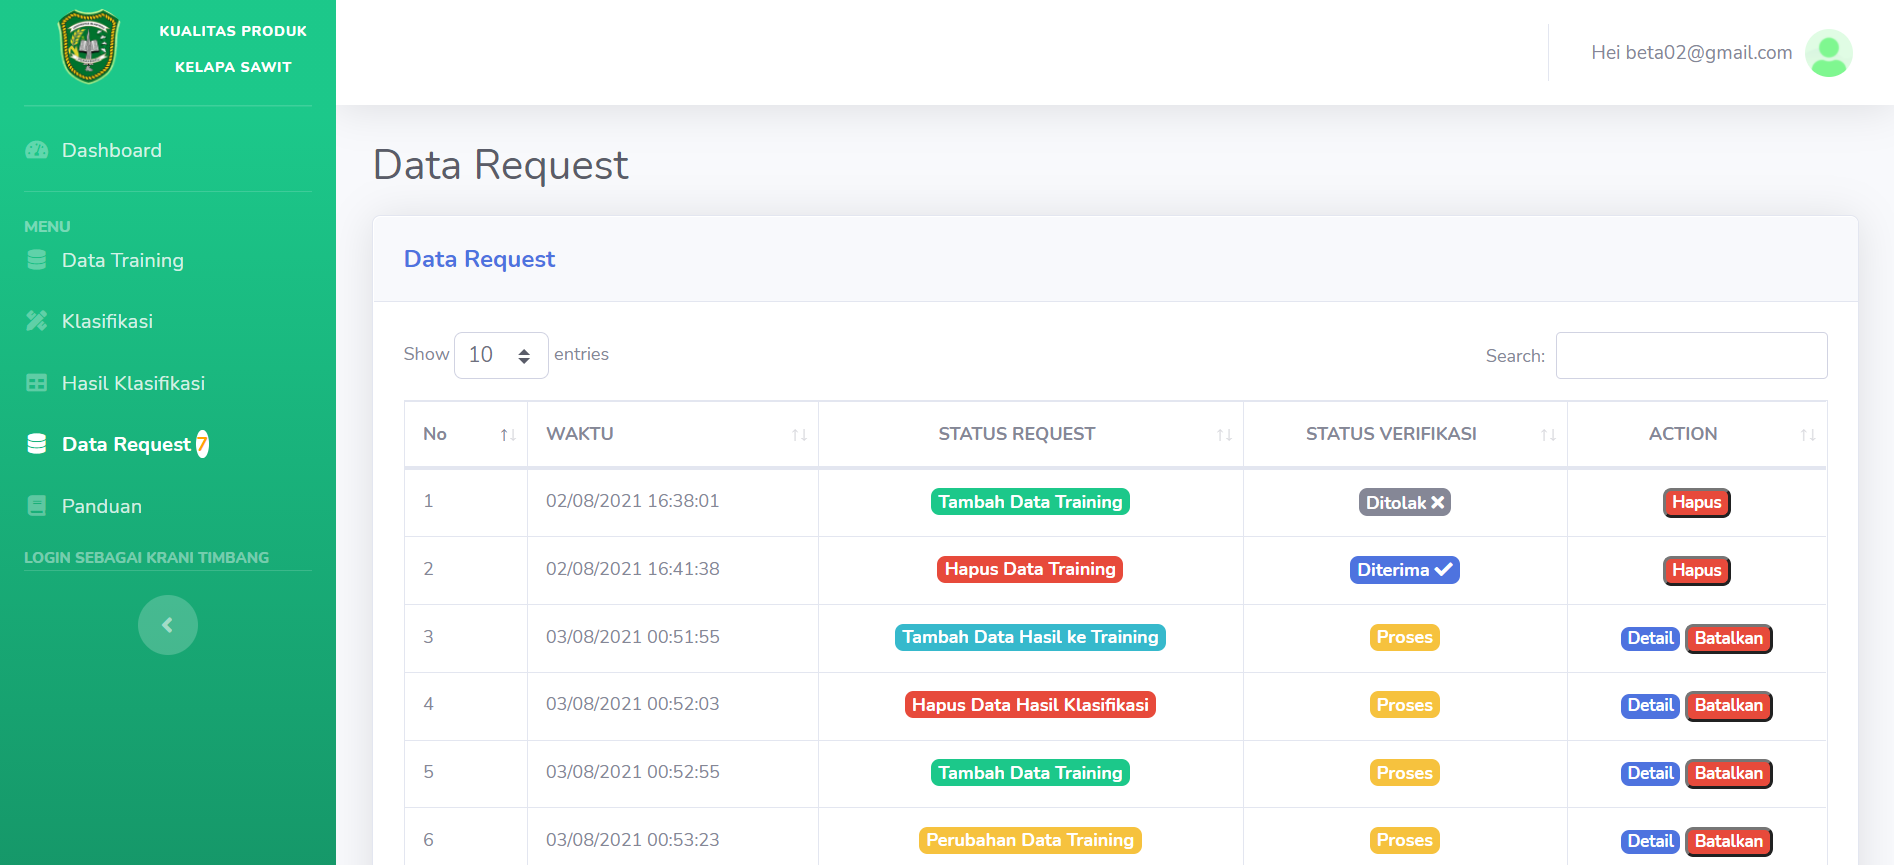 KUALITAS PRODUK
KELAPA SAWIT
Hei beta02@gmail.com
Dashboard
MENU
Data Training
Klasifikasi
Hasil Klasifikasi
Data Request 7
Panduan
LOGIN SEBAGAI KRANI TIMBANG
Data Request
Data Request
Show 10 entries
Search:
No WAKTU STATUS REQUEST STATUS VERIFIKASI ACTION
1 02/08/2021 16:38:01 Tambah Data Training Ditolak Hapus
2 02/08/2021 16:41:38 Hapus Data Training Diterima Hapus
3 03/08/2021 00:51:55 Tambah Data Hasil ke Training Proses Detail Batalkan
4 03/08/2021 00:52:03 Hapus Data Hasil Klasifikasi Proses Detail Batalkan
5 03/08/2021 00:52:55 Tambah Data Training Proses Detail Batalkan
6 03/08/2021 00:53:23 Perubahan Data Training Proses Detail Batalkan